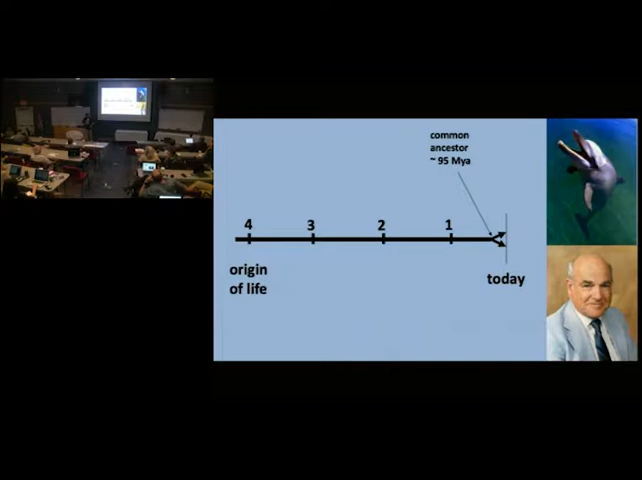 common
ancestor
~ 95 Mya
4 3 2 1
origin
of life
today